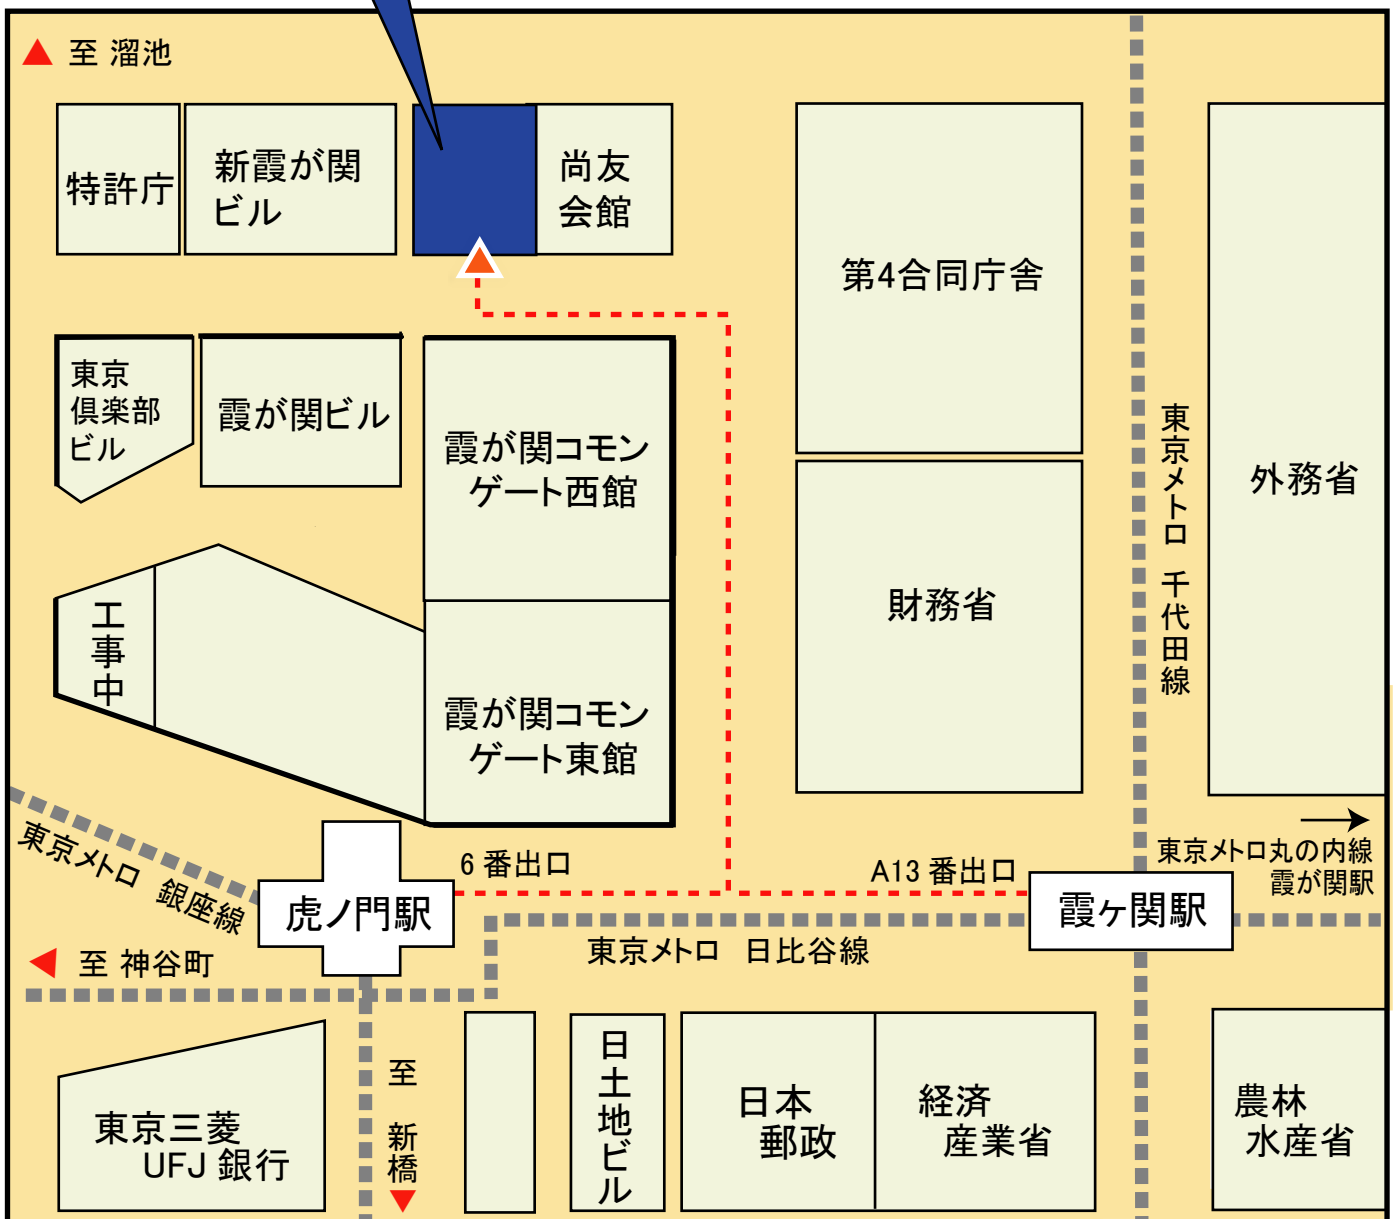 至 溜池
特許庁
新霞が関
ビル
尚友
会館
第4合同庁舎
東京
倶楽部
ビル
霞が関ビル
霞が関コモン
ゲート西館
東京メトロ 千代田線
外務省
財務省
工事中
霞が関コモン
ゲート東館
東京メトロ 銀座線
6 番出口
A13 番出口
東京メトロ丸の内線
霞が関駅
虎ノ門駅
霞ヶ関駅
東京メトロ 日比谷線
至 神谷町
至 新橋
東京三菱
UFJ 銀行
日土地ビル
日本
郵政
経済
産業省
農林
水産省